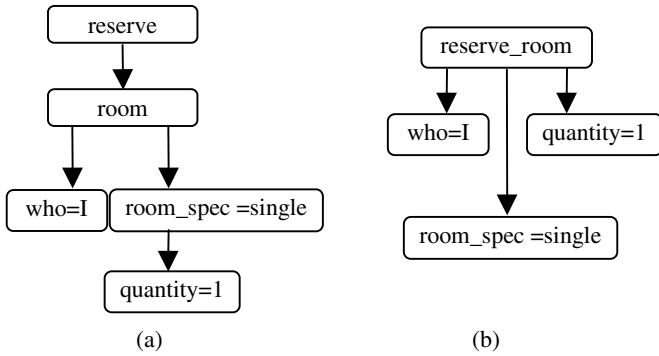 reserve
room
who=I
room_spec =single
quantity=1
(a)
reserve_room
who=I
quantity=1
room_spec =single
(b)